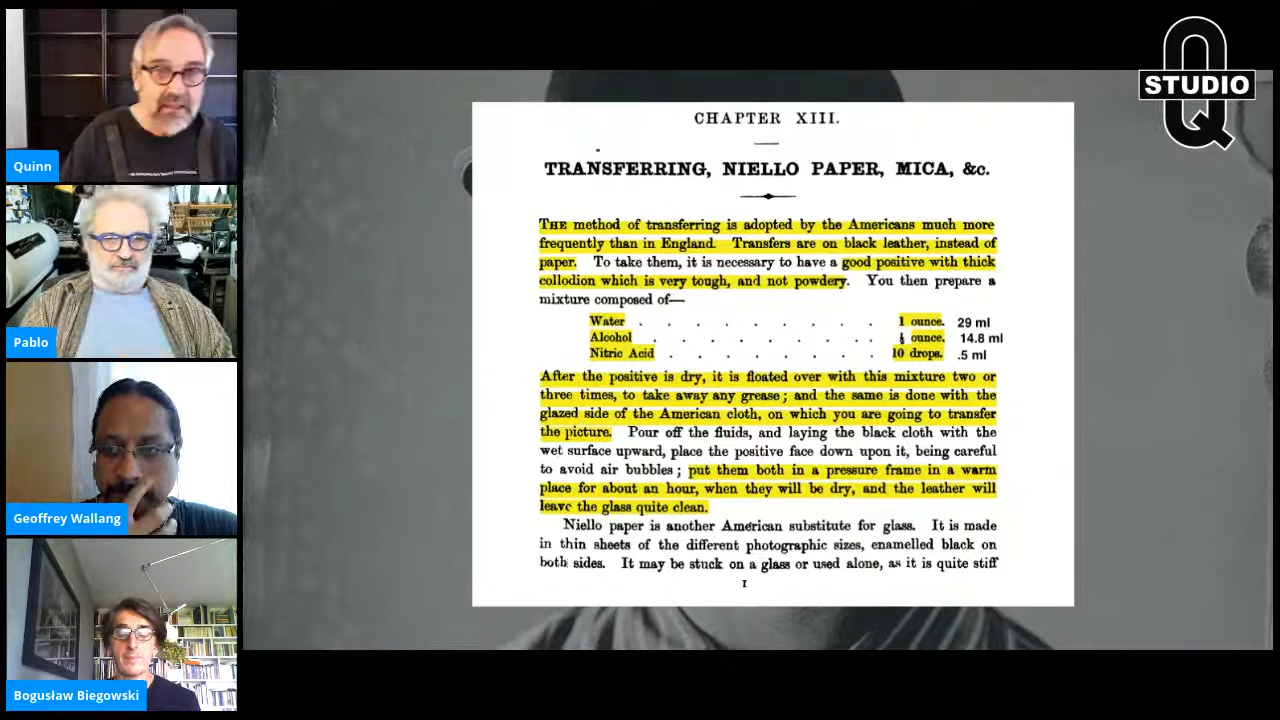 Quinn
Pablo
Geoffrey Wallang
Bogusław Biegowski
STUDIO
Q
CHAPTER XIII.
TRANSFERRING, NIELLO PAPER, MICA, &c.
THE method of transferring is adopted by the Americans much more
frequently than in England. Transfers are on black leather, instead of
paper. To take them, it is necessary to have a good positive with thick
collodion which is very tough, and not powdery. You then prepare a
mixture composed of—
Water . . . . . . . . . 1 ounce. 29 ml
Alcohol . . . . . . . . . ½ ounce. 14.8 ml
Nitric Acid . . . . . . . . 10 drops. .5 ml
After the positive is dry, it is floated over with this mixture two or
three times, to take away any grease; and the same is done with the
glazed side of the American cloth, on which you are going to transfer
the picture. Pour off the fluids, and laying the black cloth with the
wet surface upward, place the positive face down upon it, being careful
to avoid air bubbles; put them both in a pressure frame in a warm
place for about an hour, when they will be dry, and the leather will
leave the glass quite clean.
Niello paper is another American substitute for glass. It is made
in thin sheets of the different photographic sizes, enamelled black on
both sides. It may be stuck on a glass or used alone, as it is quite stiff
I